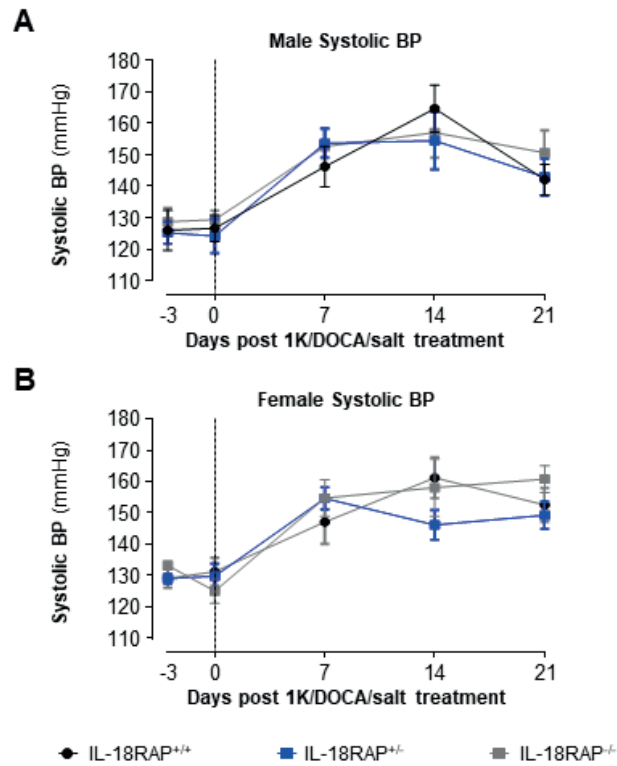 A
Male Systolic BP
Systolic BP (mmHg)
180
170
160
150
140
130
120
110
-3 0 7 14 21
Days post 1K/DOCA/salt treatment
B
Female Systolic BP
Systolic BP (mmHg)
180
170
160
150
140
130
120
110
-3 0 7 14 21
Days post 1K/DOCA/salt treatment
IL-18RAP⁺/⁺ IL-18RAP⁺/⁻ IL-18RAP⁻/⁻